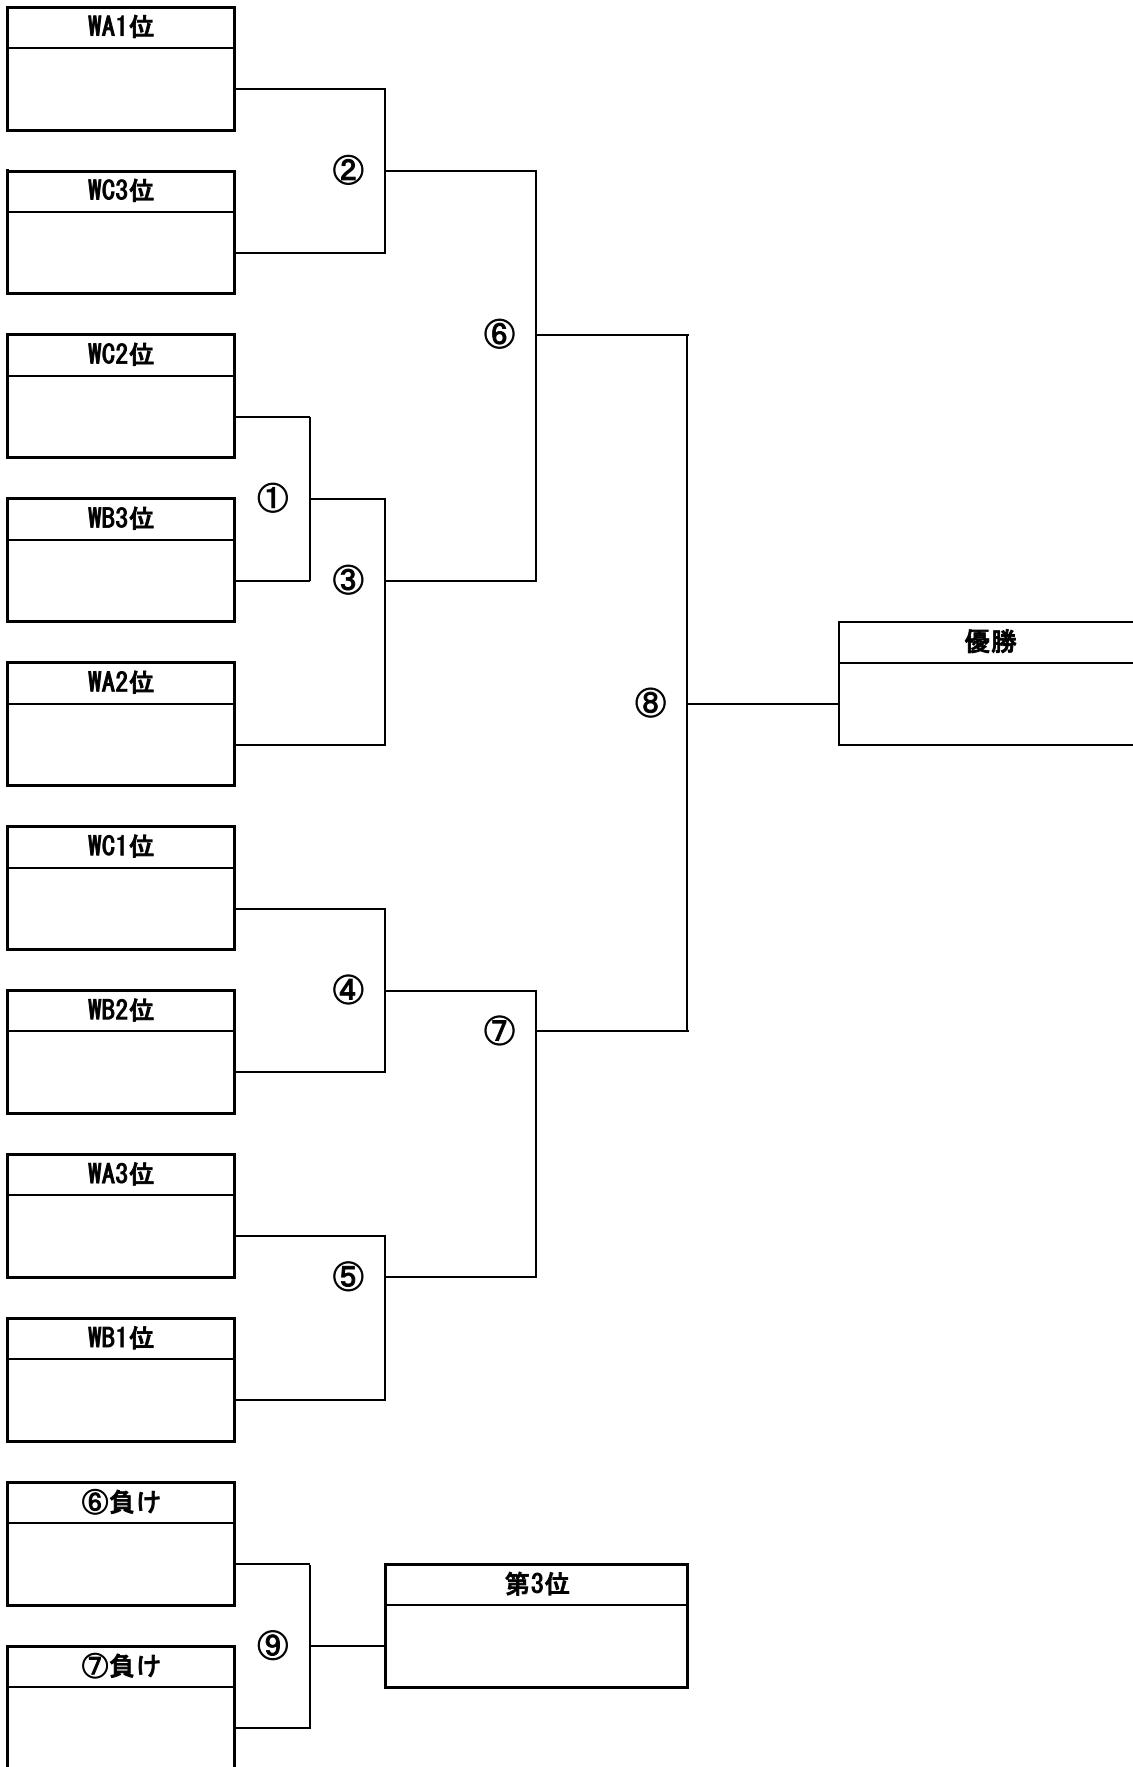 WA1位
②
WC3位
⑥
WC2位
①
WB3位
③
WA2位
優勝
⑧
WC1位
④
WB2位
⑦
WA3位
⑤
WB1位
⑥負け
第3位
⑨
⑦負け